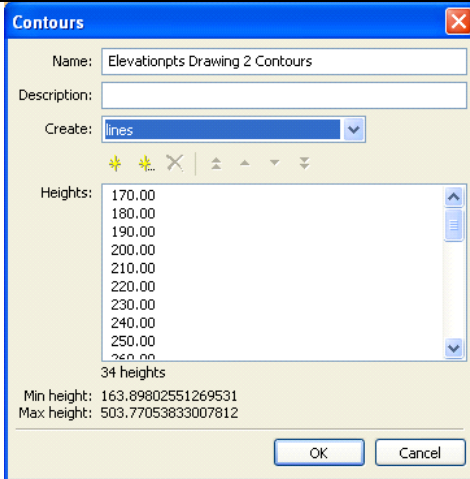 Contours
Name: Elevationpts Drawing 2 Contours
Description:
Create: lines
Heights:
170.00
180.00
190.00
200.00
210.00
220.00
230.00
240.00
250.00
260.00
34 heights
Min height: 163.89802551269531
Max height: 503.77053833007812
OK Cancel